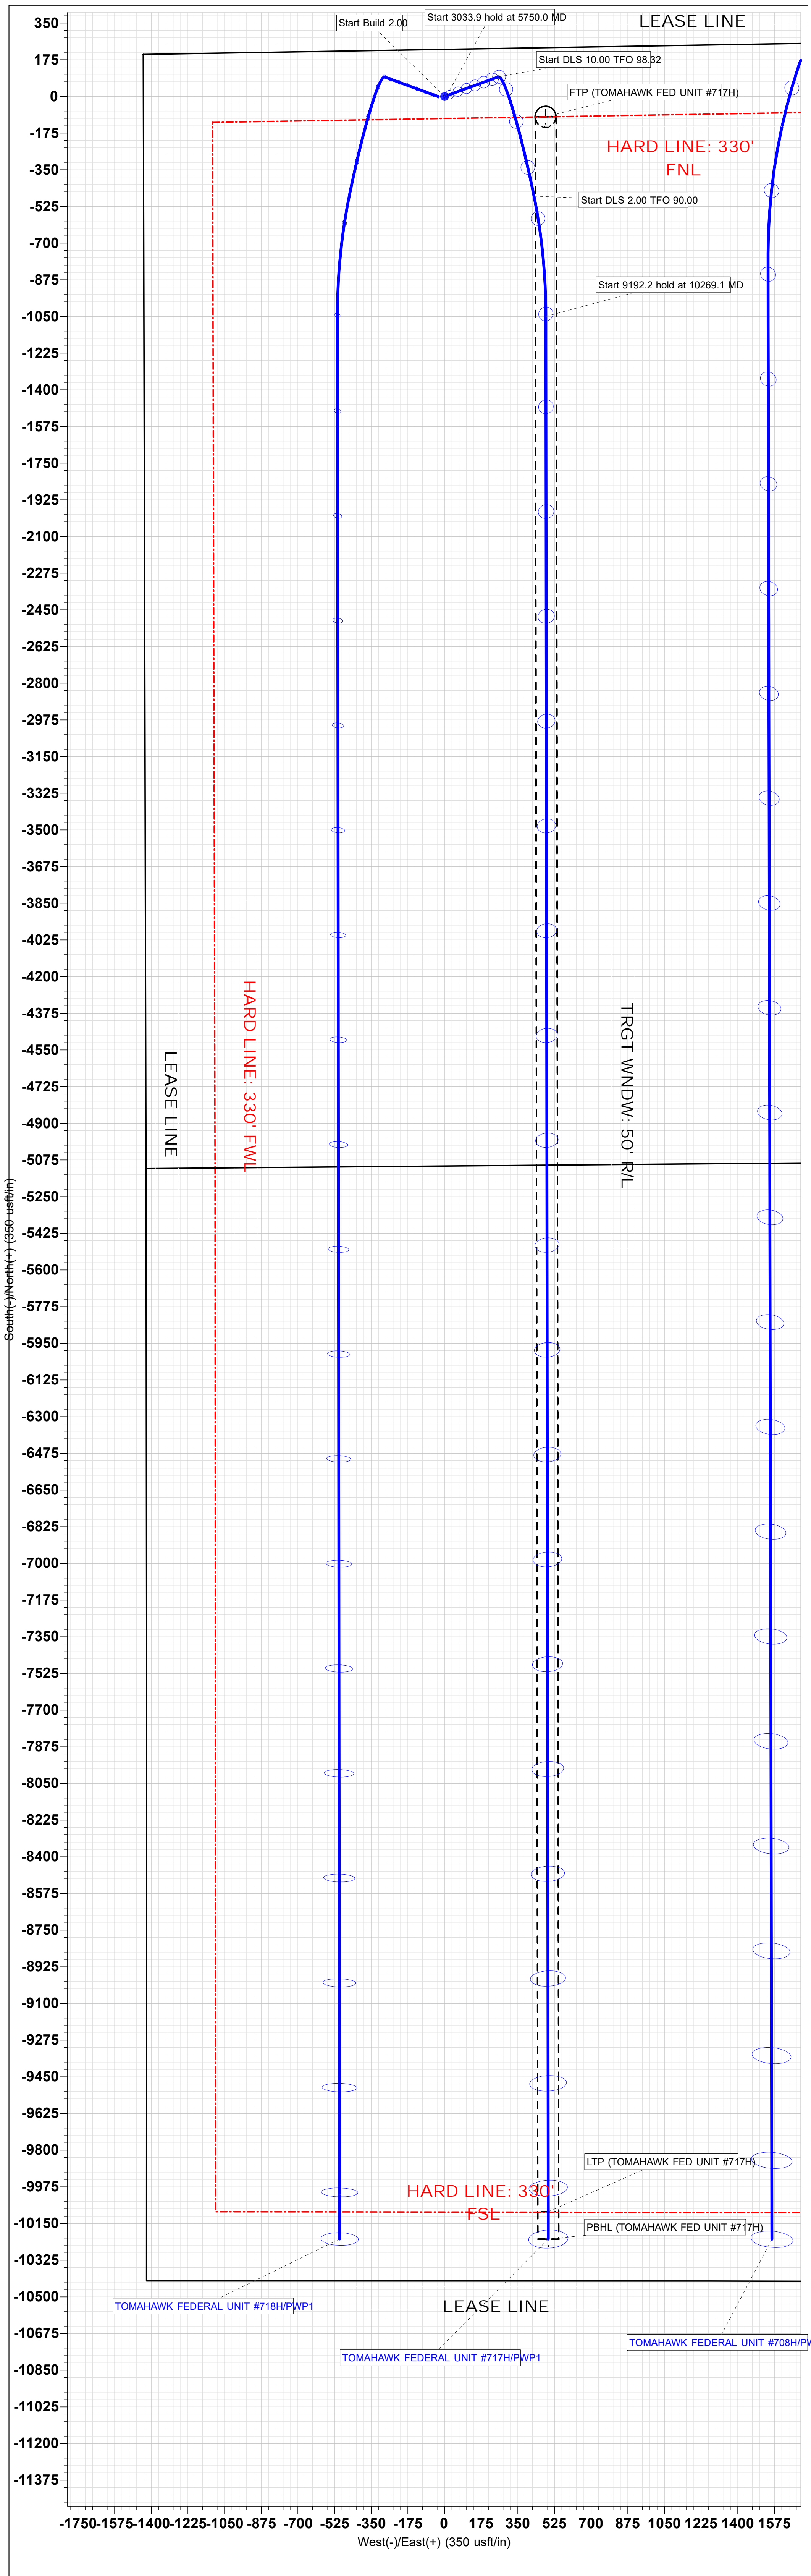 LEASE LINE
Start Build 2.00
Start 3033.9 hold at 5750.0 MD
Start DLS 10.00 TFO 98.32
FTP (TOMAHAWK FED UNIT #717H)
HARD LINE: 330'
FNL
Start DLS 2.00 TFO 90.00
Start 9192.2 hold at 10269.1 MD
350
175
0
-175
-350
-525
-700
-875
-1050
-1225
-1400
-1575
-1750
-1925
-2100
-2275
-2450
-2625
-2800
-2975
-3150
-3325
-3500
-3675
-3850
-4025
-4200
-4375
-4550
-4725
-4900
-5075
-5250
-5425
-5600
-5775
-5950
-6125
-6300
-6475
-6650
-6825
-7000
-7175
-7350
-7525
-7700
-7875
-8050
-8225
-8400
-8575
-8750
-8925
-9100
-9275
-9450
-9625
-9800
-9975
-10150
-10325
-10500
-10675
-10850
-11025
-11200
-11375
South(-)/North(+) (350 usft/in)
LEASE LINE
HARD LINE: 330' FWL
TRGT WNDW: 50' R/L
LTP (TOMAHAWK FED UNIT #717H)
HARD LINE: 330'
FSL
PBHL (TOMAHAWK FED UNIT #717H)
TOMAHAWK FEDERAL UNIT #718H/PWP1
LEASE LINE
TOMAHAWK FEDERAL UNIT #717H/PWP1
TOMAHAWK FEDERAL UNIT #708H/PW
-1750 -1575 -1400 -1225 -1050 -875 -700 -525 -350 -175 0 175 350 525 700 875 1050 1225 1400 1575
West(-)/East(+) (350 usft/in)